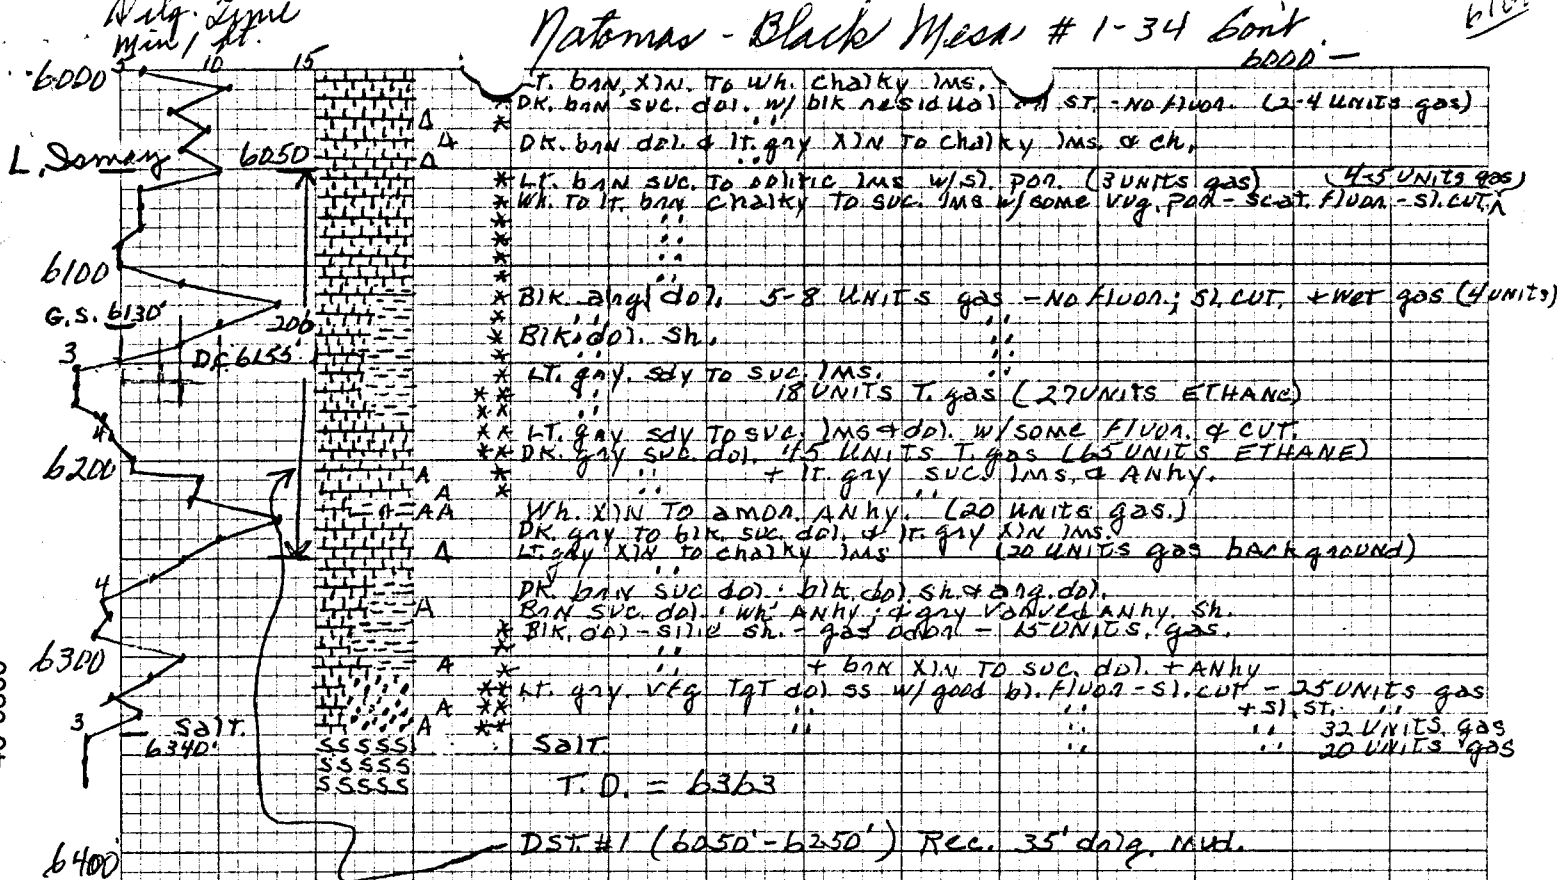 Drlg. Time
Min / ft.
Natomas - Black Mesa # 1-34 Cont.
6000 —
6000 5 10 15
Lt. brn, Xln. To Wh. Chalky lms.
Dk. brn suc. dol. w/ blk residual oil ST. - No fluor. (2-4 UNITS gas)
Dk. brn dol. & lt. gry Xln To Chalky lms. & Ch.
L. Ismay 6050
Lt. brn suc. To oolitic lms w/sl. por. (3 UNITS gas) (4-5 UNITS gas)
Wh. To lt. brn Chalky To suc. lms w/some Vug. por - scat. fluor - sl. CUT.
6100
Blk. arg. dol. 5-8 UNITS gas - No fluor.; sl. CUT. + Wet gas (4 UNITS)
G.S. 6130'
200'
Blk. dol. sh.
3 D.C. 6155'
Lt. gry. sdy To suc. lms.
18 UNITS T. gas (27 UNITS ETHANE)
4
Lt. gry sdy To suc. lms & dol. w/some fluor. & CUT.
6200
Dk. gry suc. dol. 45 UNITS T. gas (65 UNITS ETHANE)
A + lt. gry suc. lms, & ANhy.
A
AA Wh. Xln To amor. ANhy. (20 UNITS gas.)
Dk. gry To blk. suc. dol. & lt. gry Xln lms.
Lt. gry Xln To chalky lms (20 UNITS gas background)
4
Dk. brn suc dol. blk. dol. sh. & arg. dol.
A Brn suc. dol. Wh. ANhy; & gry Varved ANhy. sh.
Blk. dol - silic sh. - gas odor - 15 UNITS, gas.
6300
A + brn Xln To suc. dol. + ANhy
Lt. gry. vfg TgT dol ss w/ good bl. fluor - sl. cut - 25 UNITS gas
A + sl. ST.
3 Salt. A 32 UNITS gas
6340' SSSSS Salt. 20 UNITS gas
SSSSS
SSSSS T. D. = 6363
DST. #1 (6050' - 6250') Rec. 35' drlg. mud.
6400'